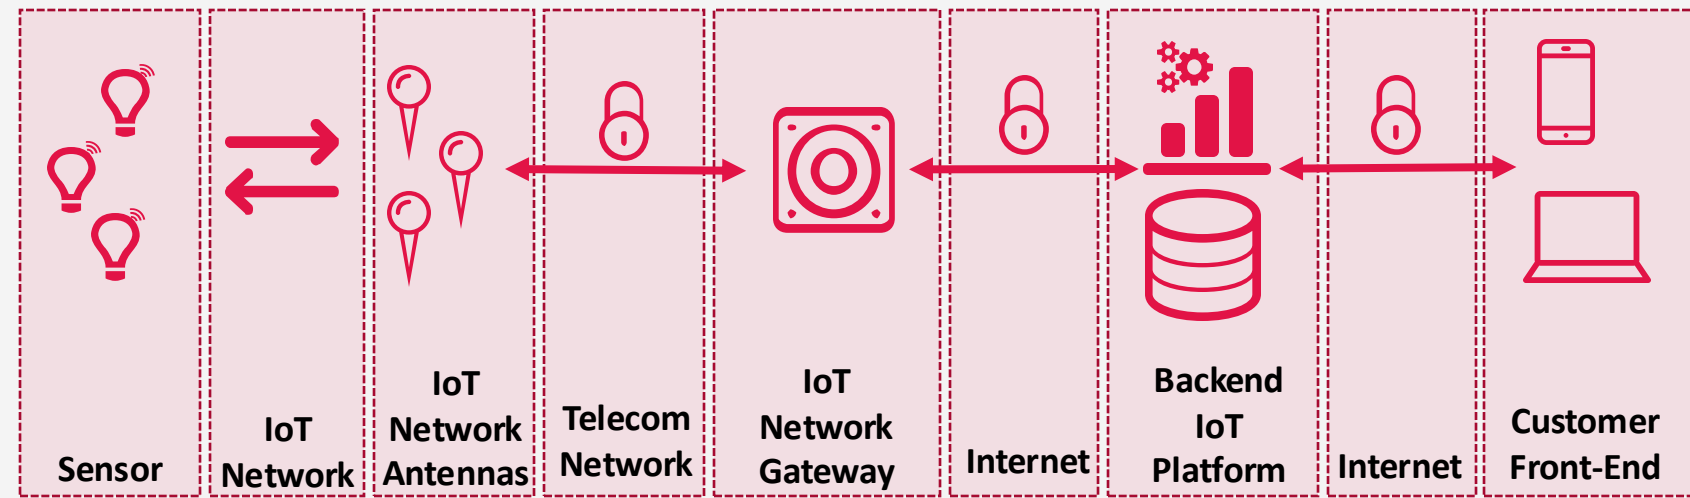 Sensor
IoT
Network
IoT
Network
Antennas
Telecom
Network
IoT
Network
Gateway
Internet
Backend
IoT
Platform
Internet
Customer
Front-End